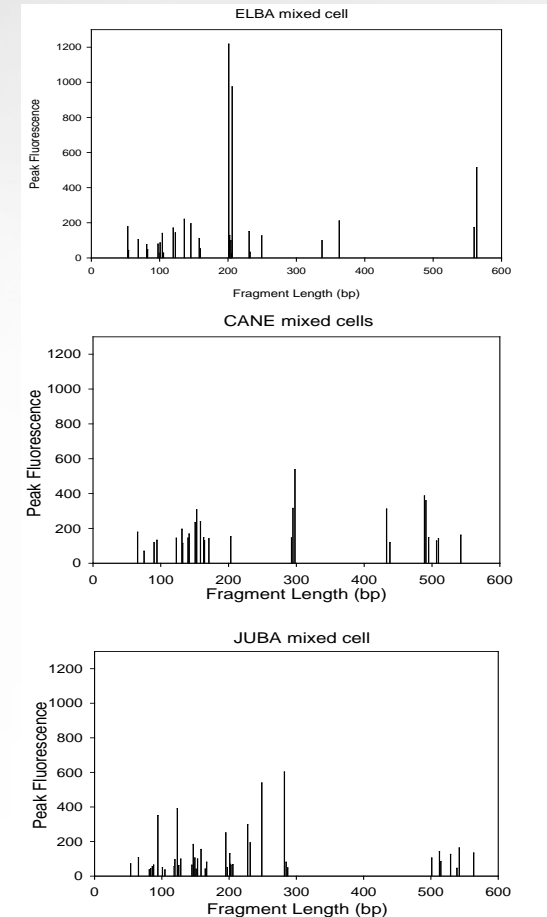 ELBA mixed cell
1200
1000
800
600
400
200
0
Peak Fluorescence
0 100 200 300 400 500 600
Fragment Length (bp)
CANE mixed cells
1200
1000
800
600
400
200
0
Peak Fluorescence
0 100 200 300 400 500 600
Fragment Length (bp)
JUBA mixed cell
1200
1000
800
600
400
200
0
Peak Fluorescence
0 100 200 300 400 500 600
Fragment Length (bp)